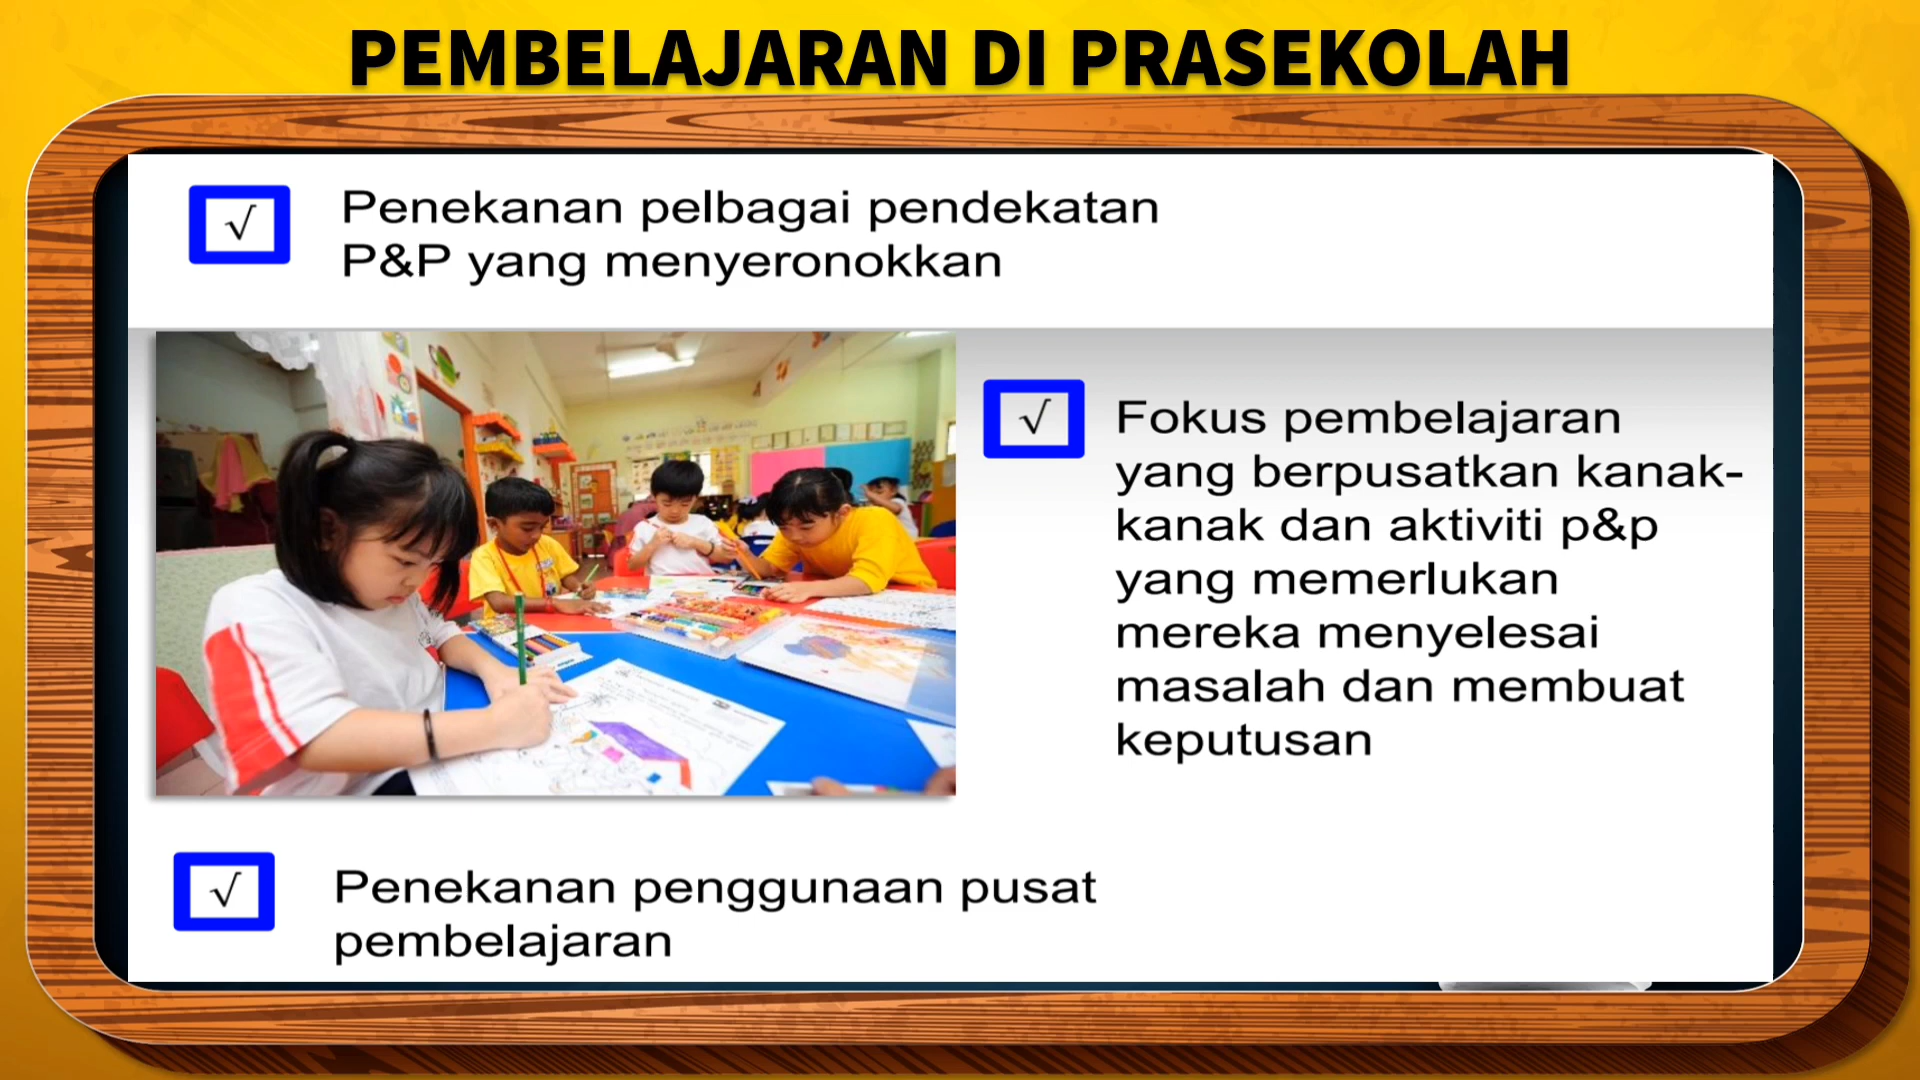 PEMBELAJARAN DI PRASEKOLAH
√
Penekanan pelbagai pendekatan
P&P yang menyeronokkan
√
Fokus pembelajaran
yang berpusatkan kanak-
kanak dan aktiviti p&p
yang memerlukan
mereka menyelesai
masalah dan membuat
keputusan
√
Penekanan penggunaan pusat
pembelajaran